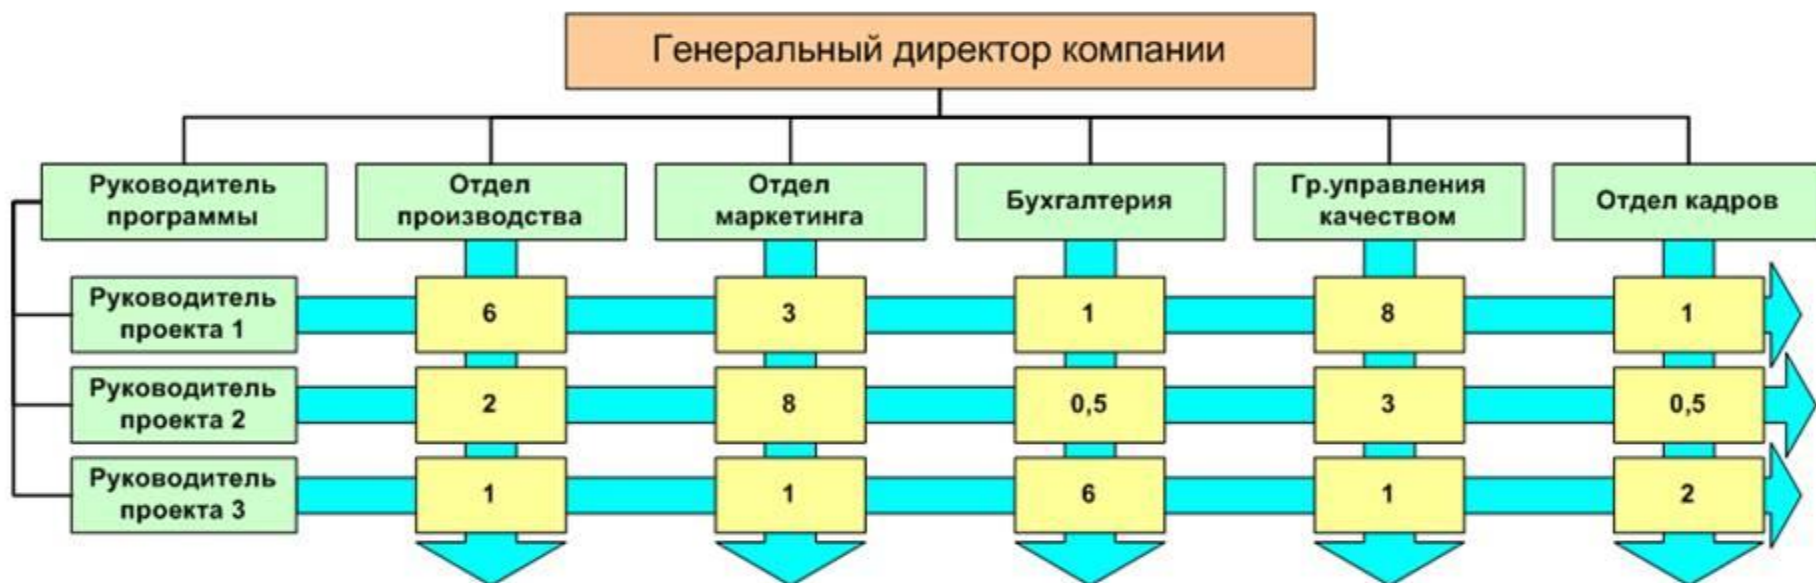 Генеральный директор компании
Руководитель
программы
Отдел
производства
Отдел
маркетинга
Бухгалтерия
Гр.управления
качеством
Отдел кадров
Руководитель
проекта 1
6
3
1
8
1
Руководитель
проекта 2
2
8
0,5
3
0,5
Руководитель
проекта 3
1
1
6
1
2